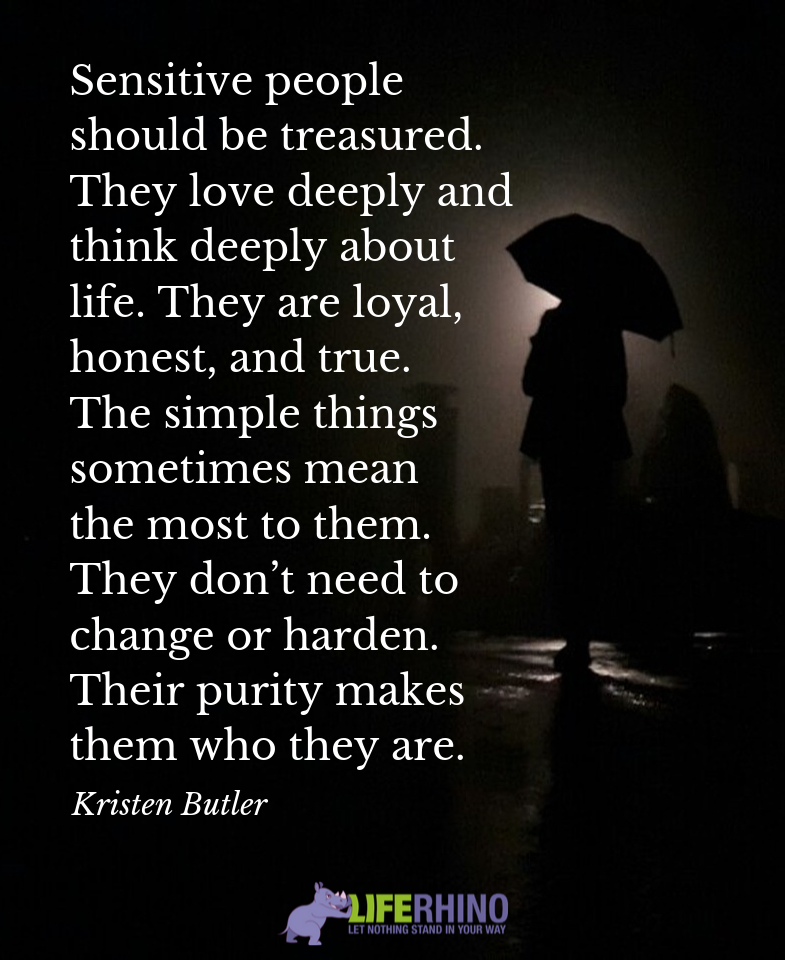 Sensitive people
should be treasured.
They love deeply and
think deeply about
life. They are loyal,
honest, and true.
The simple things
sometimes mean
the most to them.
They don’t need to
change or harden.
Their purity makes
them who they are.
Kristen Butler
LIFERHINO
LET NOTHING STAND IN YOUR WAY